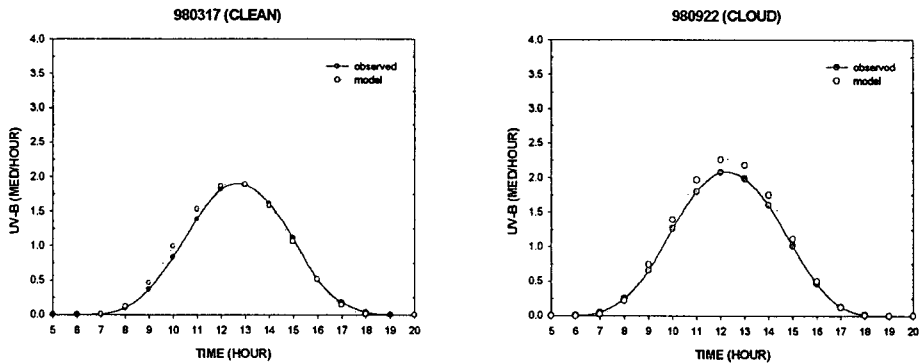 980317 (CLEAN)
4.0
3.5
3.0
2.5
2.0
1.5
1.0
0.5
0.0
UV-B (MED/HOUR)
observed
model
5 6 7 8 9 10 11 12 13 14 15 16 17 18 19 20
TIME (HOUR)
980922 (CLOUD)
4.0
3.5
3.0
2.5
2.0
1.5
1.0
0.5
0.0
UV-B (MED/HOUR)
observed
model
5 6 7 8 9 10 11 12 13 14 15 16 17 18 19 20
TIME (HOUR)